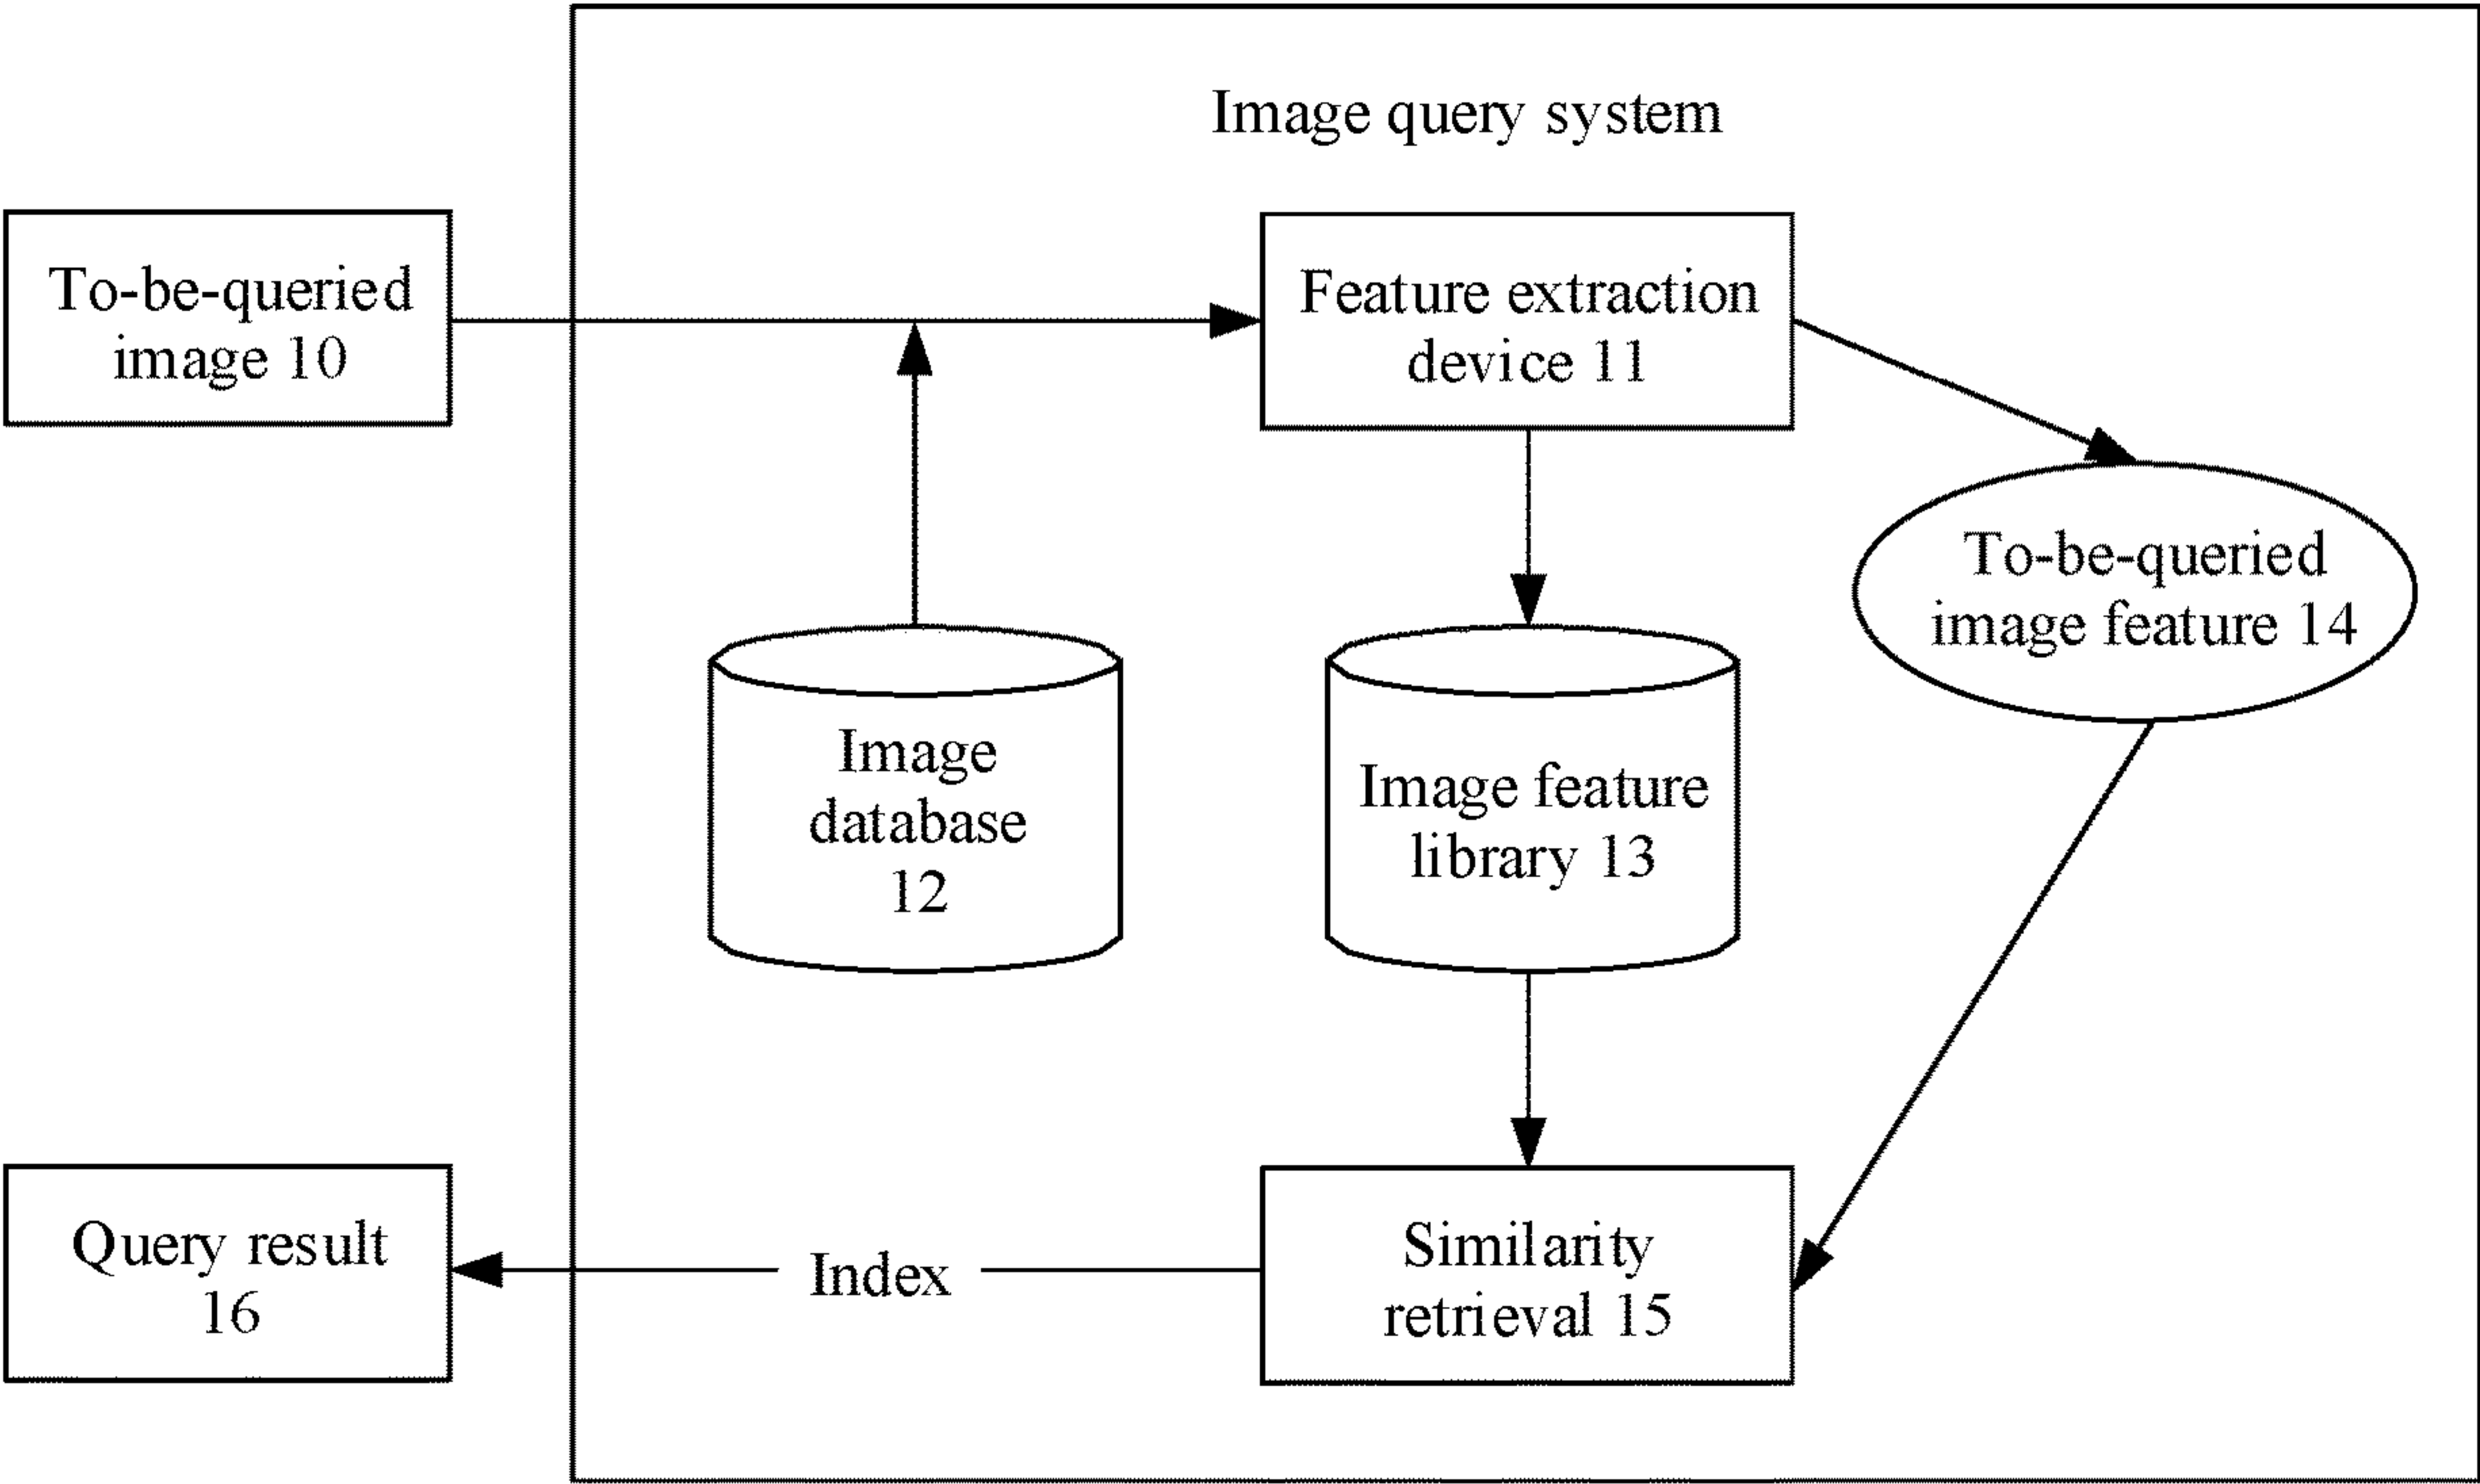 Image query system
To-be-queried
image 10
Feature extraction
device 11
To-be-queried
image feature 14
Image
database
12
Image feature
library 13
Query result
16
Index
Similarity
retrieval 15